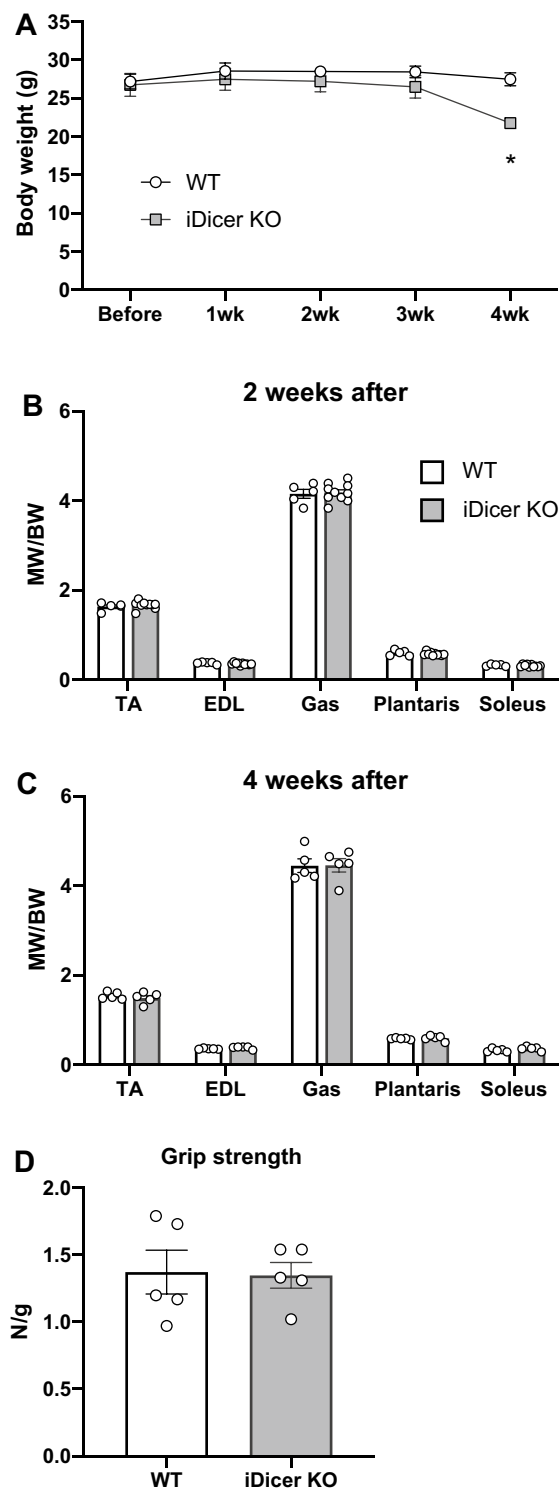 A
Body weight (g)
35
30
25
20
15
10
5
0
WT
iDicer KO
*
Before 1wk 2wk 3wk 4wk
B
2 weeks after
MW/BW
6
4
2
0
WT
iDicer KO
TA EDL Gas Plantaris Soleus
C
4 weeks after
MW/BW
6
4
2
0
TA EDL Gas Plantaris Soleus
D
Grip strength
N/g
2.0
1.5
1.0
0.5
0.0
WT iDicer KO